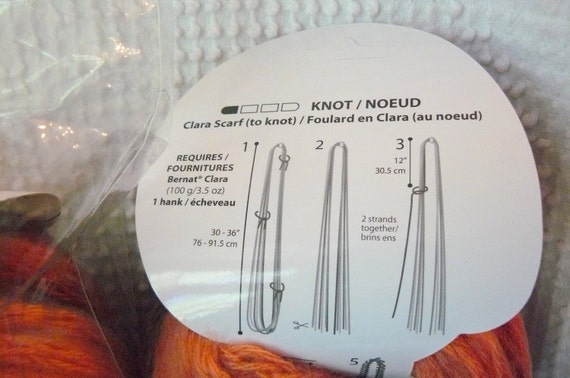 KNOT / NOEUD
Clara Scarf (to knot) / Foulard en Clara (au noeud)
REQUIRES /
FOURNITURES
Bernat® Clara
(100 g/3.5 oz)
1 hank / écheveau
1
30 - 36"
76 - 91.5 cm
2
3
12"
30.5 cm
2 strands
together/
brins ens
5